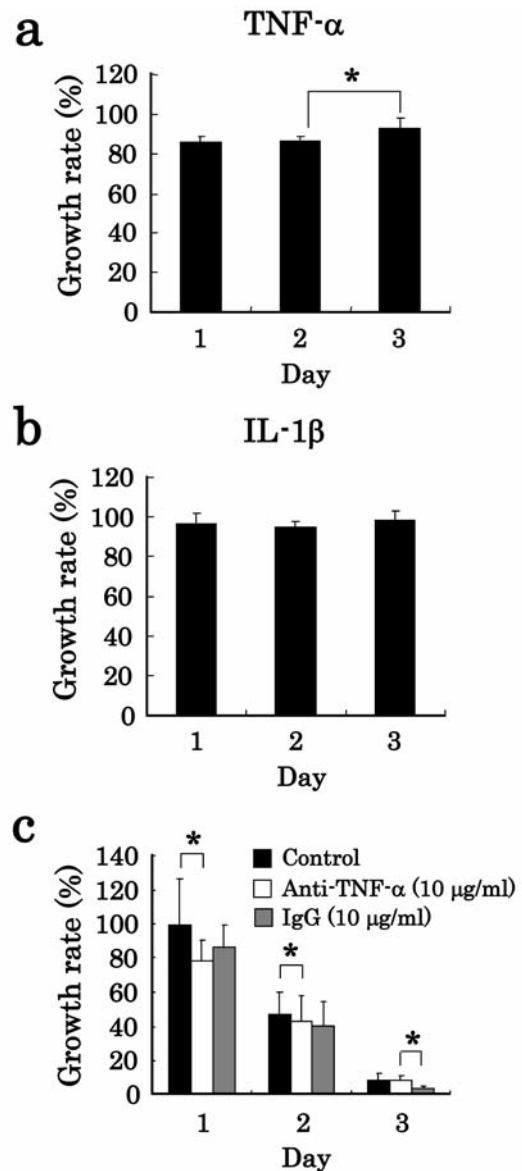 a
TNF-α
Growth rate (%)
120
100
80
60
40
20
0
*
1 2 3
Day
b
IL-1β
Growth rate (%)
120
100
80
60
40
20
0
1 2 3
Day
c
Growth rate (%)
140
120
100
80
60
40
20
0
*
*
*
Control
Anti-TNF-α (10 μg/ml)
IgG (10 μg/ml)
1 2 3
Day